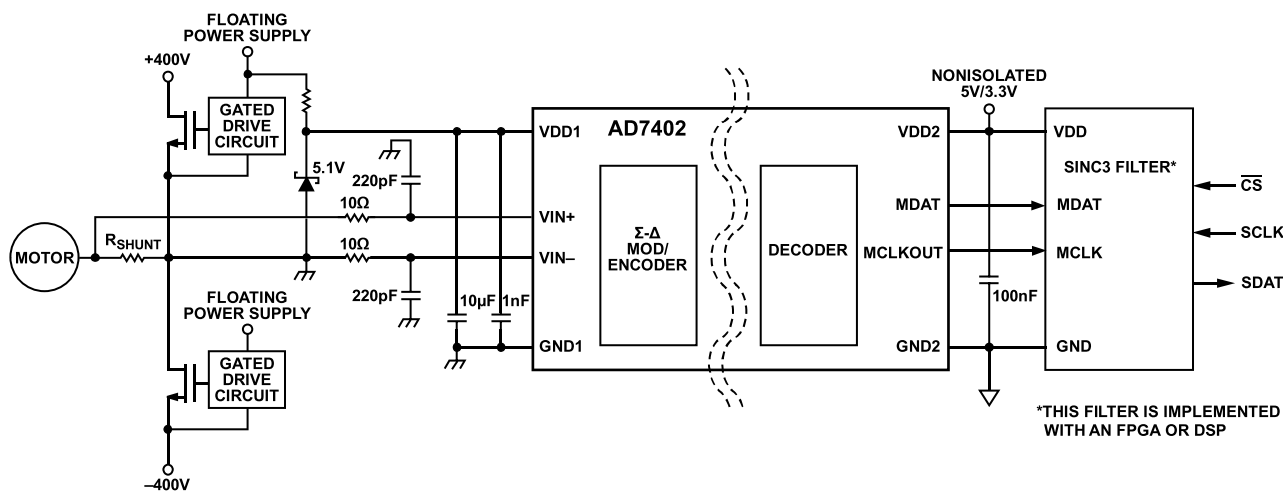 FLOATING
POWER SUPPLY
+400V
GATED
DRIVE
CIRCUIT
5.1V
220pF
10Ω
10Ω
220pF
MOTOR
RSHUNT
FLOATING
POWER SUPPLY
GATED
DRIVE
CIRCUIT
–400V
10µF
1nF
AD7402
VDD1
VIN+
VIN–
GND1
Σ-Δ
MOD/
ENCODER
DECODER
VDD2
MDAT
MCLKOUT
GND2
NONISOLATED
5V/3.3V
100nF
VDD
SINC3 FILTER*
MDAT
MCLK
GND
CS
SCLK
SDAT
*THIS FILTER IS IMPLEMENTED
WITH AN FPGA OR DSP